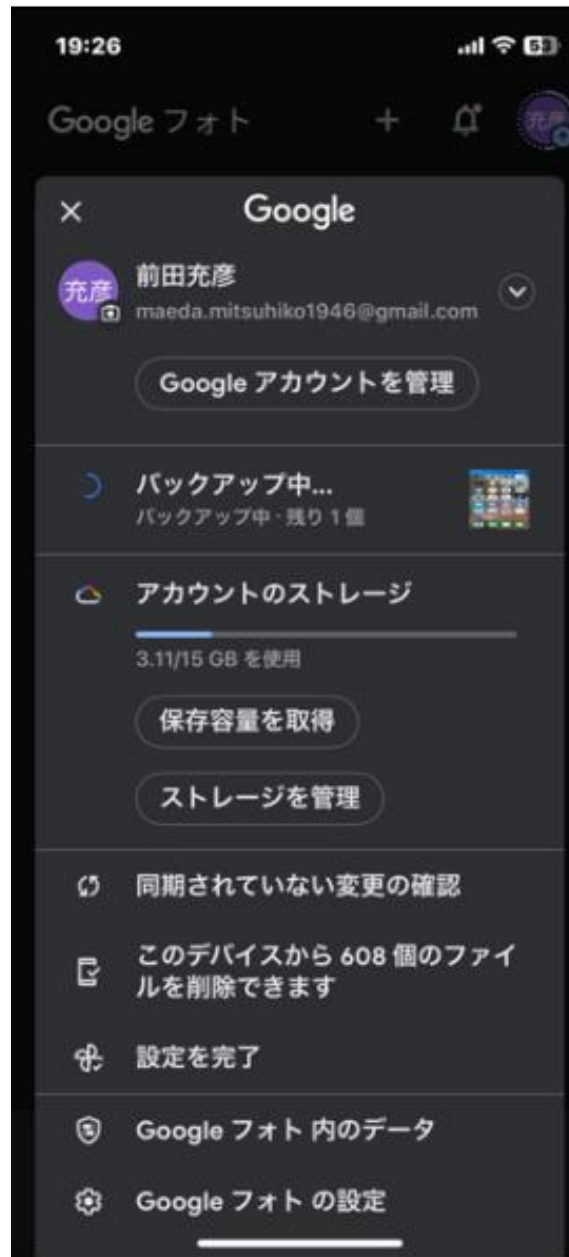 19:26
Google フォト
充彦
×
Google
充彦
前田充彦
maeda.mitsuhiko1946@gmail.com
Google アカウントを管理
バックアップ中...
バックアップ中・残り 1 個
アカウントのストレージ
3.11/15 GB を使用
保存容量を取得
ストレージを管理
同期されていない変更の確認
このデバイスから 608 個のファイ
ルを削除できます
設定を完了
Google フォト 内のデータ
Google フォト の設定